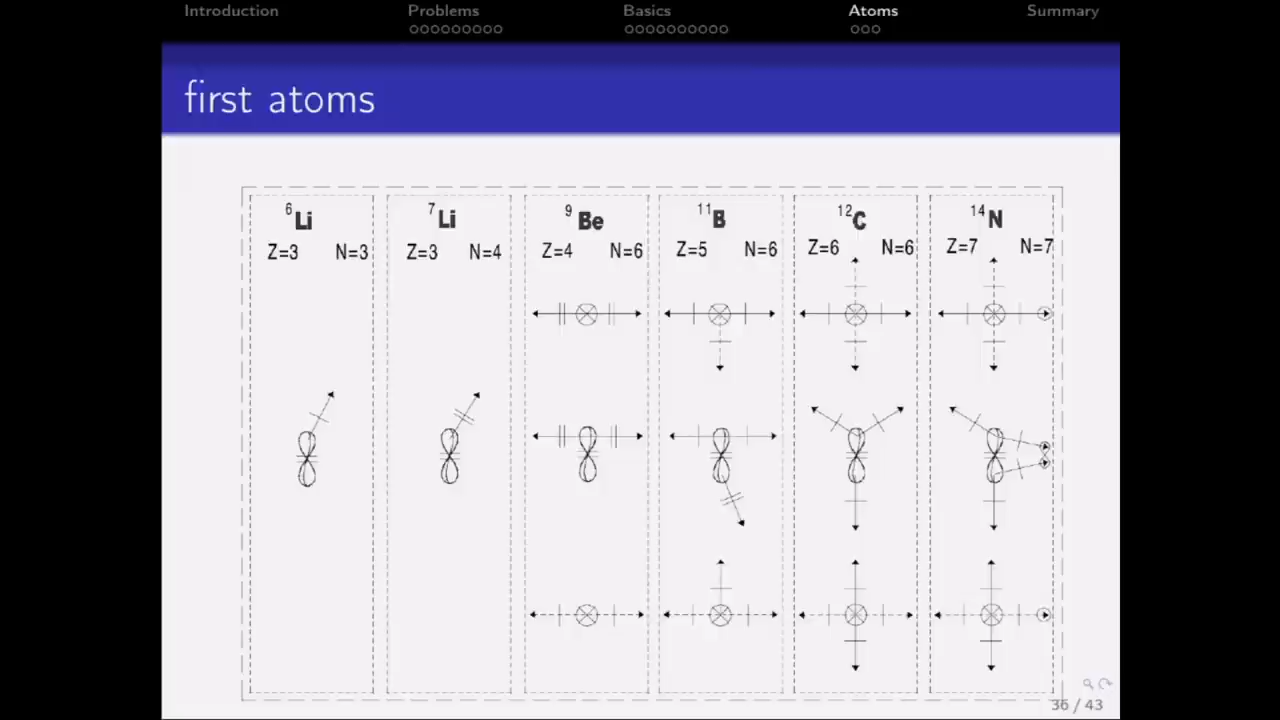 Introduction Problems Basics Atoms Summary
first atoms
6Li 7Li 9Be 11B 12C 14N
Z=3 N=3 Z=3 N=4 Z=4 N=6 Z=5 N=6 Z=6 N=6 Z=7 N=7
36 / 43